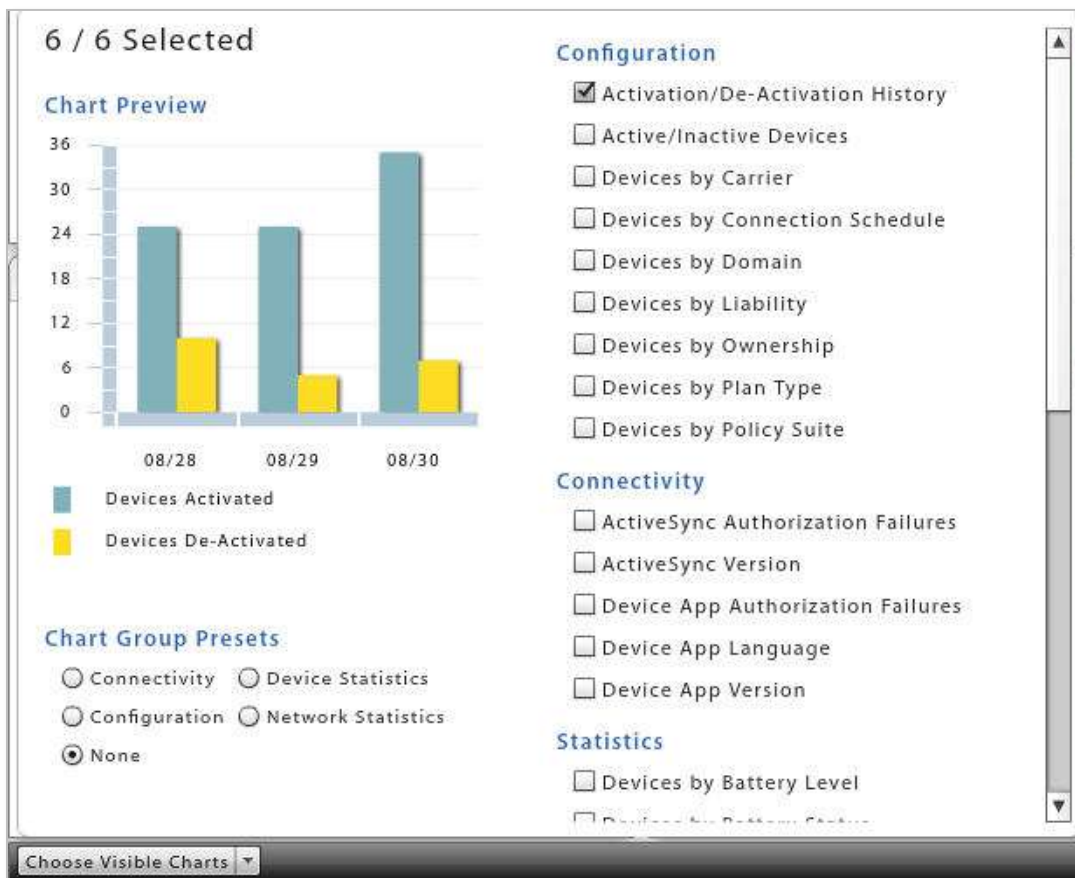 6 / 6 Selected
Chart Preview
36
30
24
18
12
6
0
08/28 08/29 08/30
Devices Activated
Devices De-Activated
Chart Group Presets
Connectivity Device Statistics
Configuration Network Statistics
None
Configuration
Activation/De-Activation History
Active/Inactive Devices
Devices by Carrier
Devices by Connection Schedule
Devices by Domain
Devices by Liability
Devices by Ownership
Devices by Plan Type
Devices by Policy Suite
Connectivity
ActiveSync Authorization Failures
ActiveSync Version
Device App Authorization Failures
Device App Language
Device App Version
Statistics
Devices by Battery Level
Devices by Battery Status
Choose Visible Charts